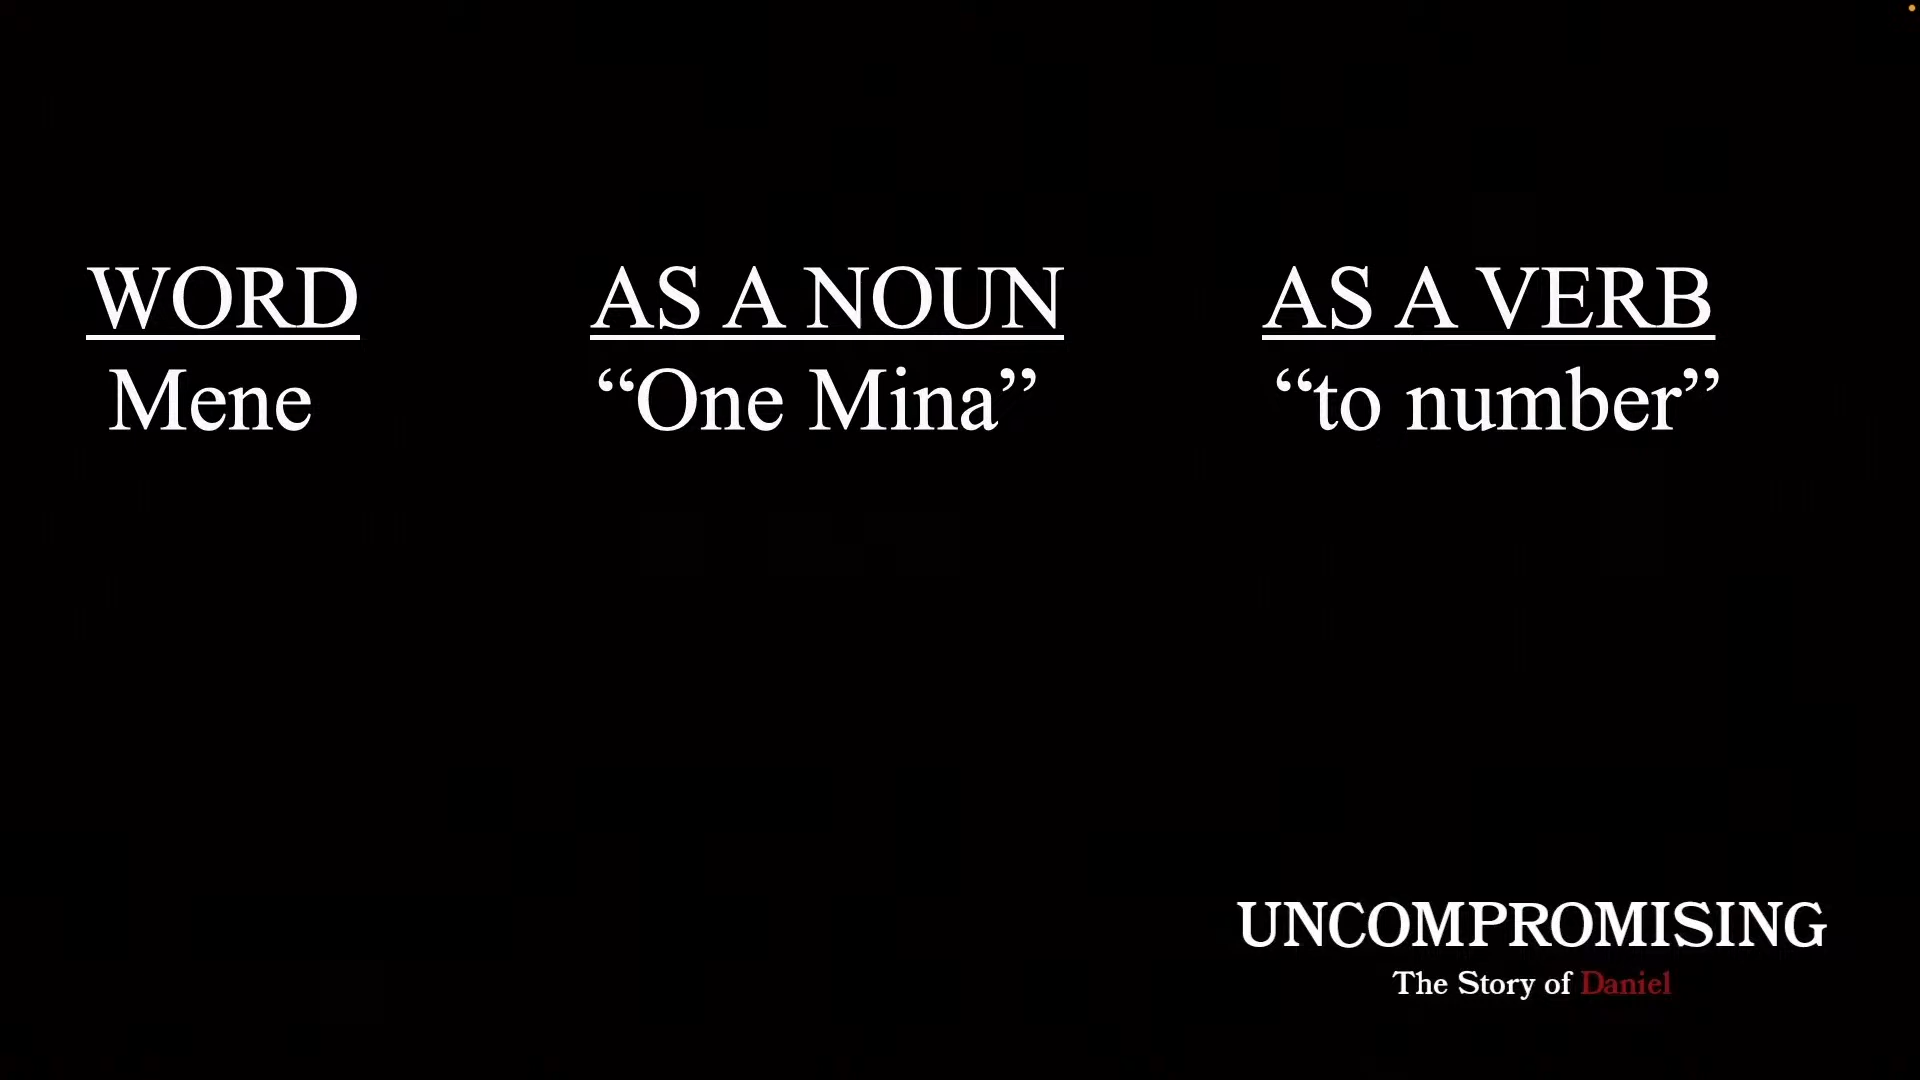 WORD AS A NOUN AS A VERB
Mene “One Mina” “to number”
UNCOMPROMISING
The Story of Daniel